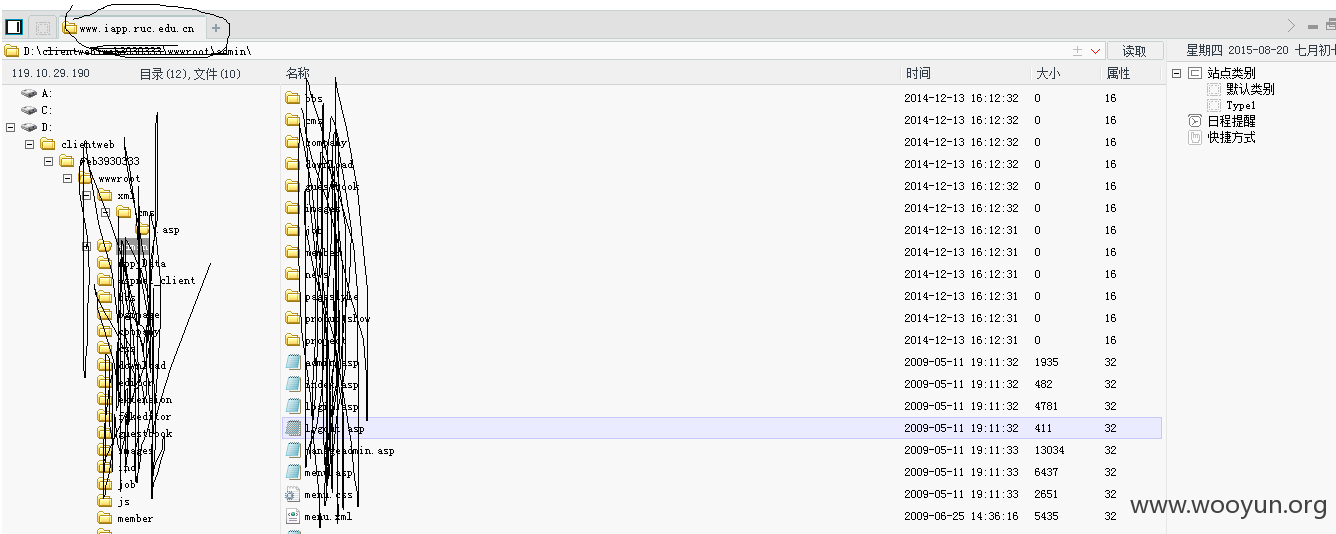 www.iapp.ruc.edu.cn +
D:\clientweb\web3930333\wwwroot\admin\ 读取 星期四 2015-08-20 七月初十
119.10.29.190 目录(12),文件(10) 名称 时间 大小 属性
A:
C:
D:
clientweb
web3930333
wwwroot
xml
cms
.asp
admin
App_Data
aspnet_client
bbs
company
css
download
editor
extension
guestbook
images
inc
job
js
member
bbs 2014-12-13 16:12:32 0 16
cms 2014-12-13 16:12:32 0 16
company 2014-12-13 16:12:32 0 16
download 2014-12-13 16:12:32 0 16
guestbook 2014-12-13 16:12:32 0 16
images 2014-12-13 16:12:32 0 16
job 2014-12-13 16:12:31 0 16
member 2014-12-13 16:12:32 0 16
news 2014-12-13 16:12:31 0 16
pagestyle 2014-12-13 16:12:31 0 16
productshow 2014-12-13 16:12:31 0 16
project 2014-12-13 16:12:31 0 16
admin.asp 2009-05-11 19:11:32 1935 32
index.asp 2009-05-11 19:11:32 482 32
login.asp 2009-05-11 19:11:32 4781 32
logout.asp 2009-05-11 19:11:32 411 32
manageadmin.asp 2009-05-11 19:11:33 13034 32
menu.asp 2009-05-11 19:11:33 6437 32
menu.css 2009-05-11 19:11:33 2651 32
menu.xml 2009-06-25 14:36:16 5435 32
站点类别
默认类别
Type1
日程提醒
快捷方式
www.wooyun.org